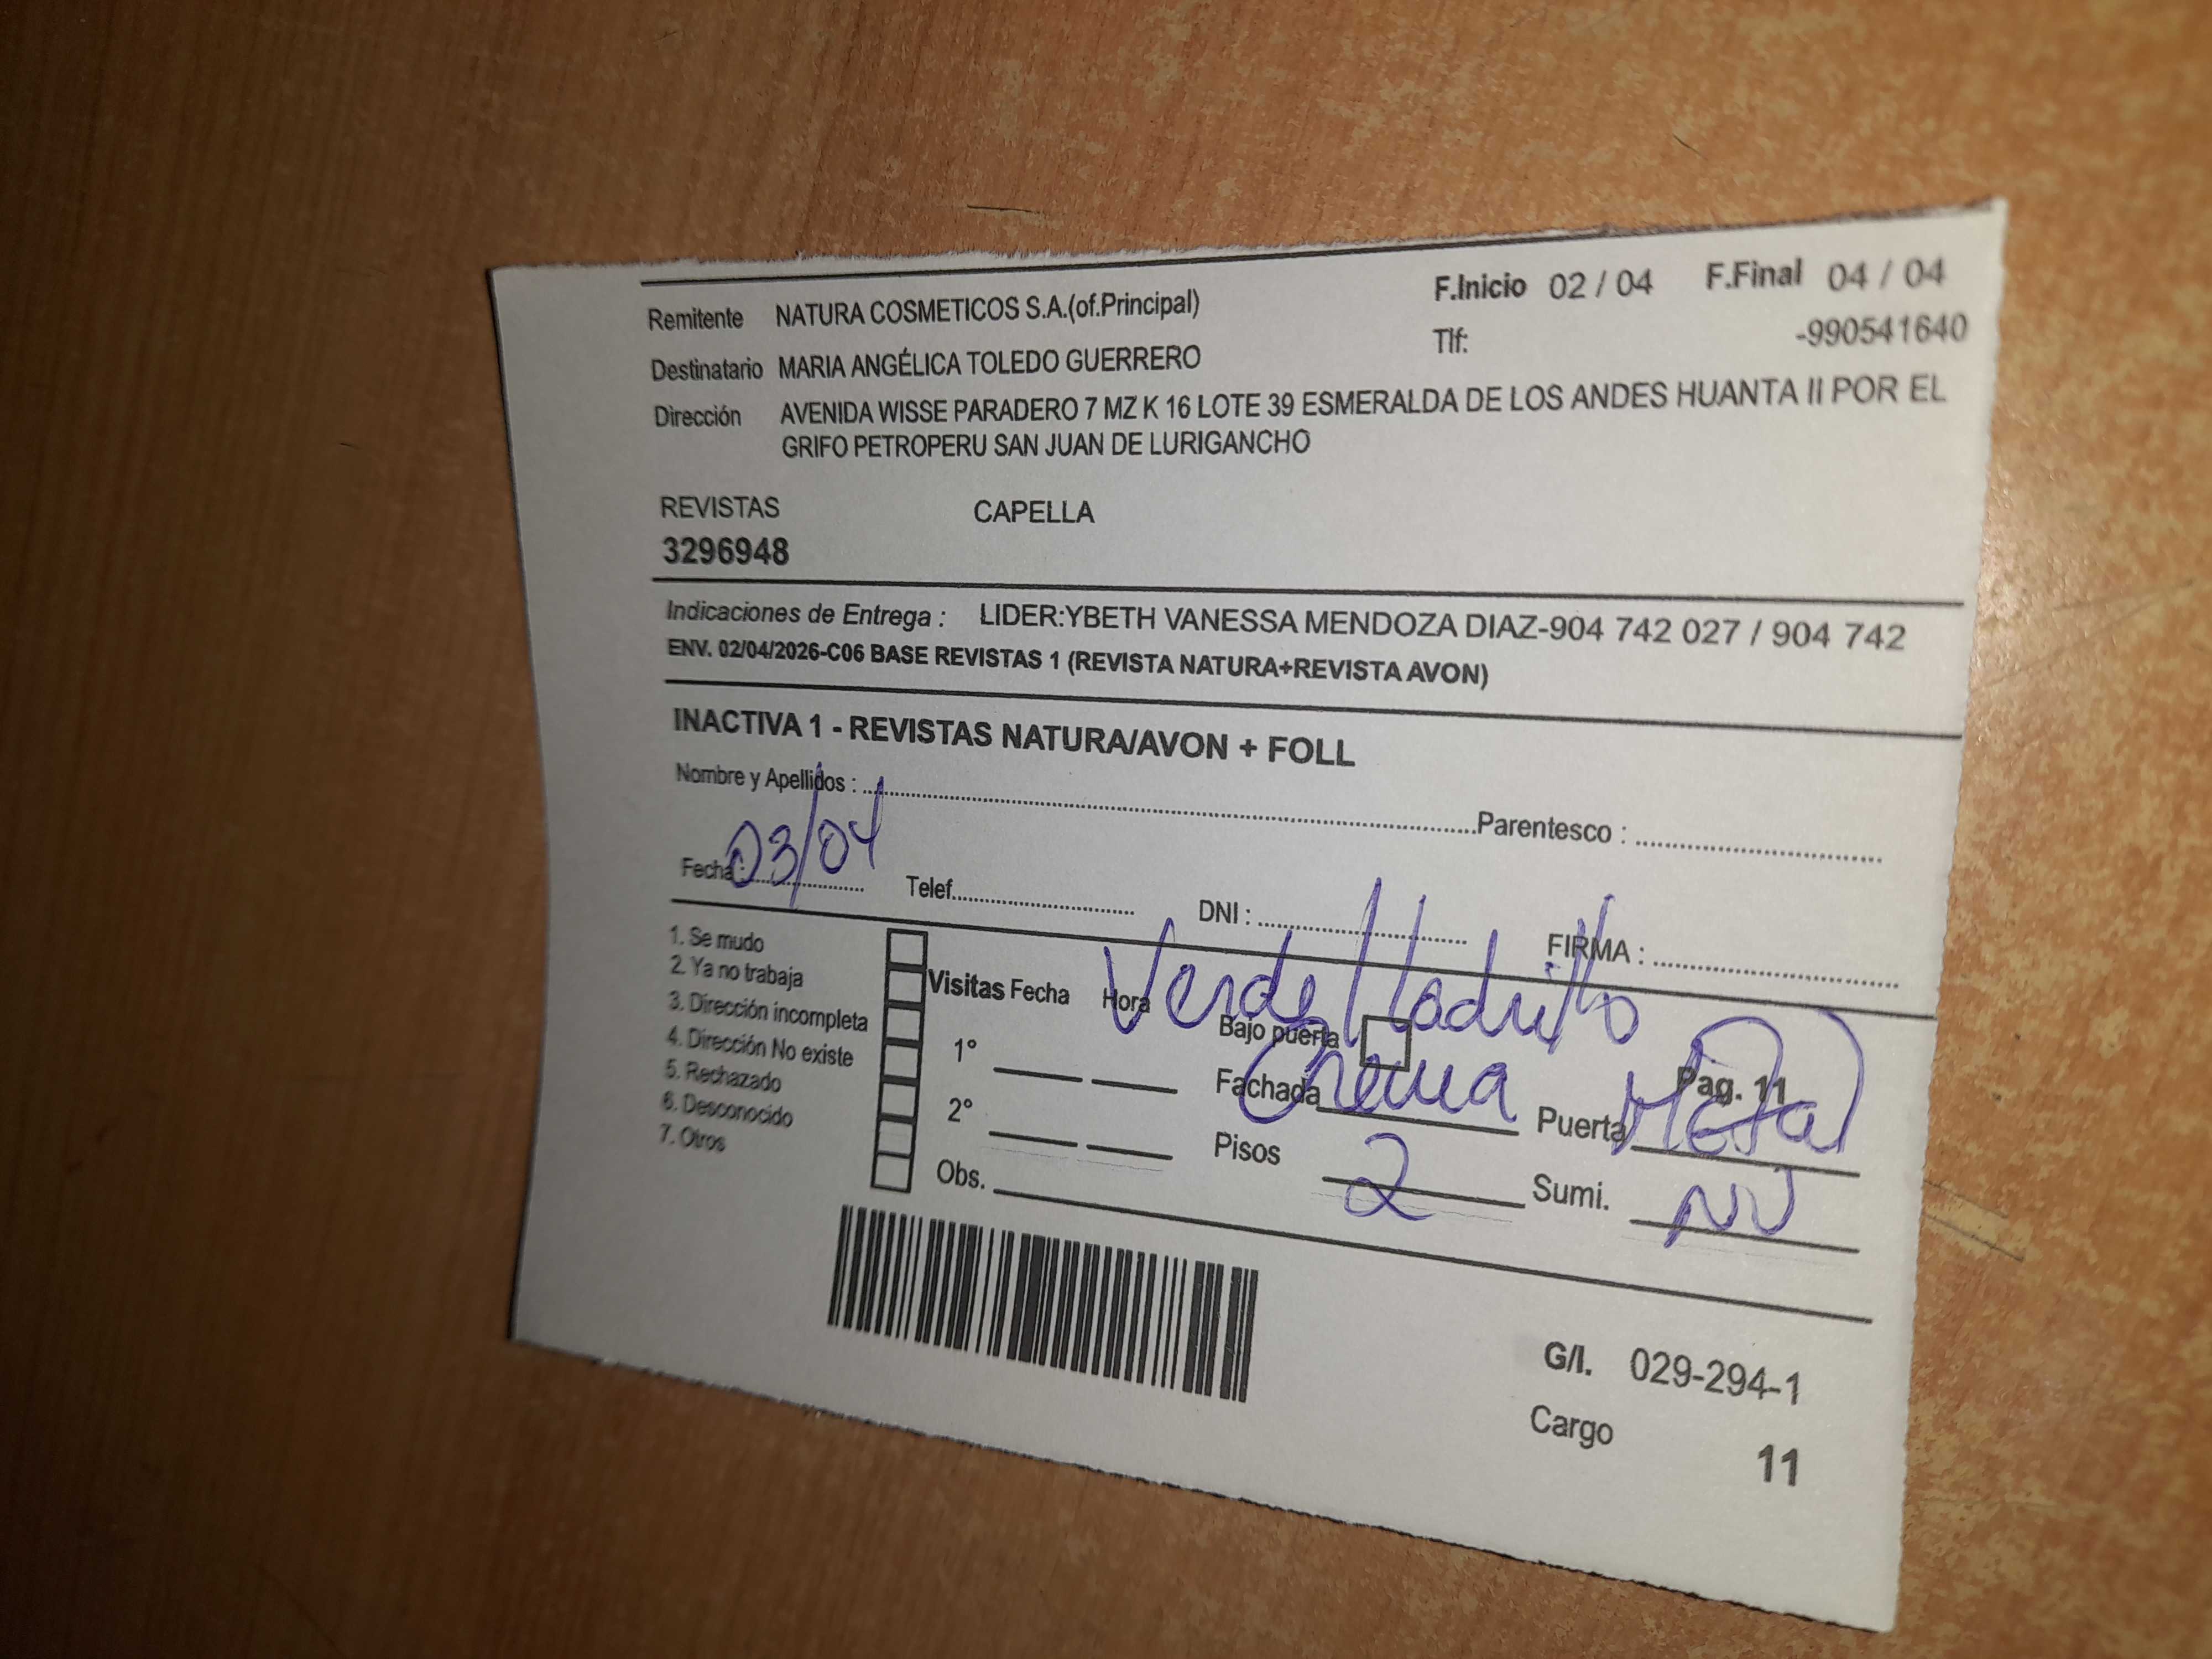 Remitente NATURA COSMETICOS S.A.(of.Principal) F.Inicio 02 / 04 F.Final 04 / 04
Destinatario MARIA ANGÉLICA TOLEDO GUERRERO Tlf: -990541640
Dirección AVENIDA WISSE PARADERO 7 MZ K 16 LOTE 39 ESMERALDA DE LOS ANDES HUANTA II POR EL
GRIFO PETROPERU SAN JUAN DE LURIGANCHO
REVISTAS CAPELLA
3296948
Indicaciones de Entrega : LIDER:YBETH VANESSA MENDOZA DIAZ-904 742 027 / 904 742
ENV. 02/04/2026-C06 BASE REVISTAS 1 (REVISTA NATURA+REVISTA AVON)
INACTIVA 1 - REVISTAS NATURA/AVON + FOLL
Nombre y Apellidos : Parentesco :
Fecha : 03/04 Telef. DNI : FIRMA :
1. Se mudo
2. Ya no trabaja
3. Dirección incompleta
4. Dirección No existe
5. Rechazado
6. Desconocido
7. Otros
Visitas Fecha Hora Verde/ladrillo
Bajo puerta
1° Fachada Crema Puerta Metal Pag. 11
2° Pisos 2 Sumi.
Obs.
G/I. 029-294-1
Cargo 11